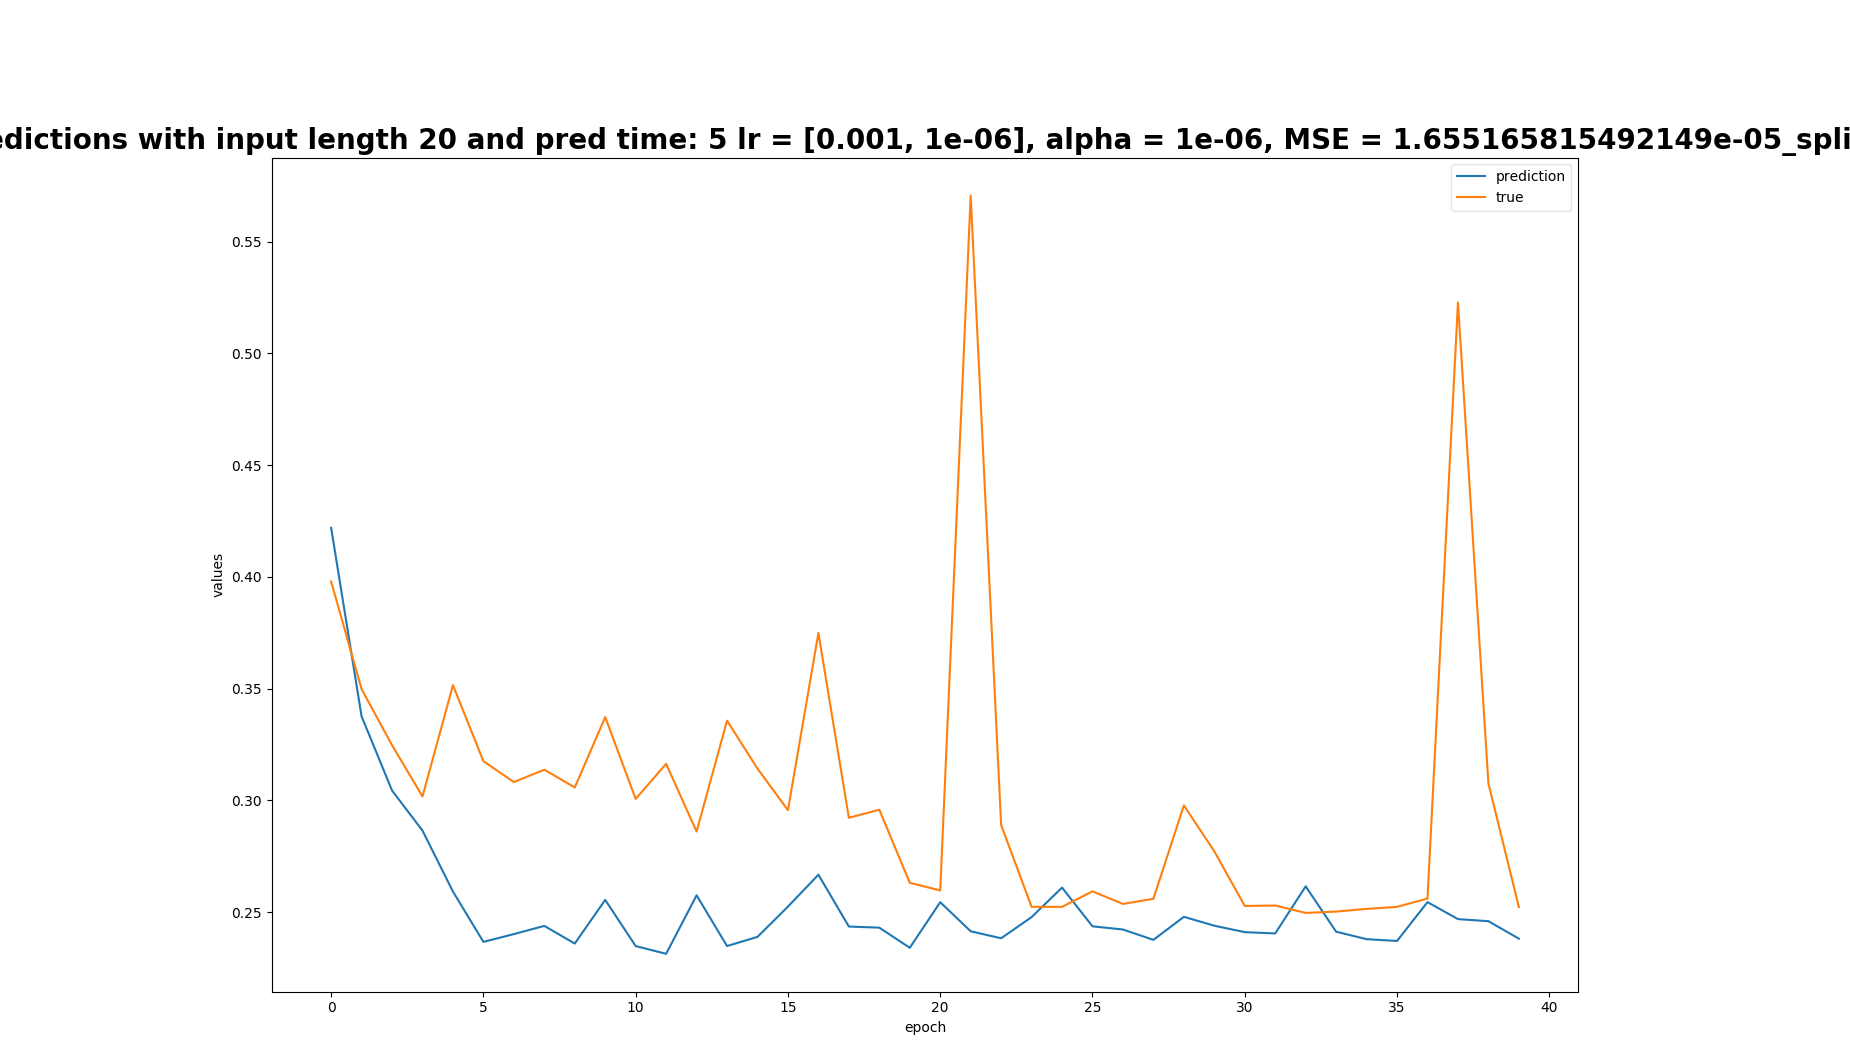 edictions with input length 20 and pred time: 5 lr = [0.001, 1e-06], alpha = 1e-06, MSE = 1.655165815492149e-05_spli
prediction
true
0.55
0.50
0.45
0.40
0.35
0.30
0.25
values
0 5 10 15 20 25 30 35 40
epoch